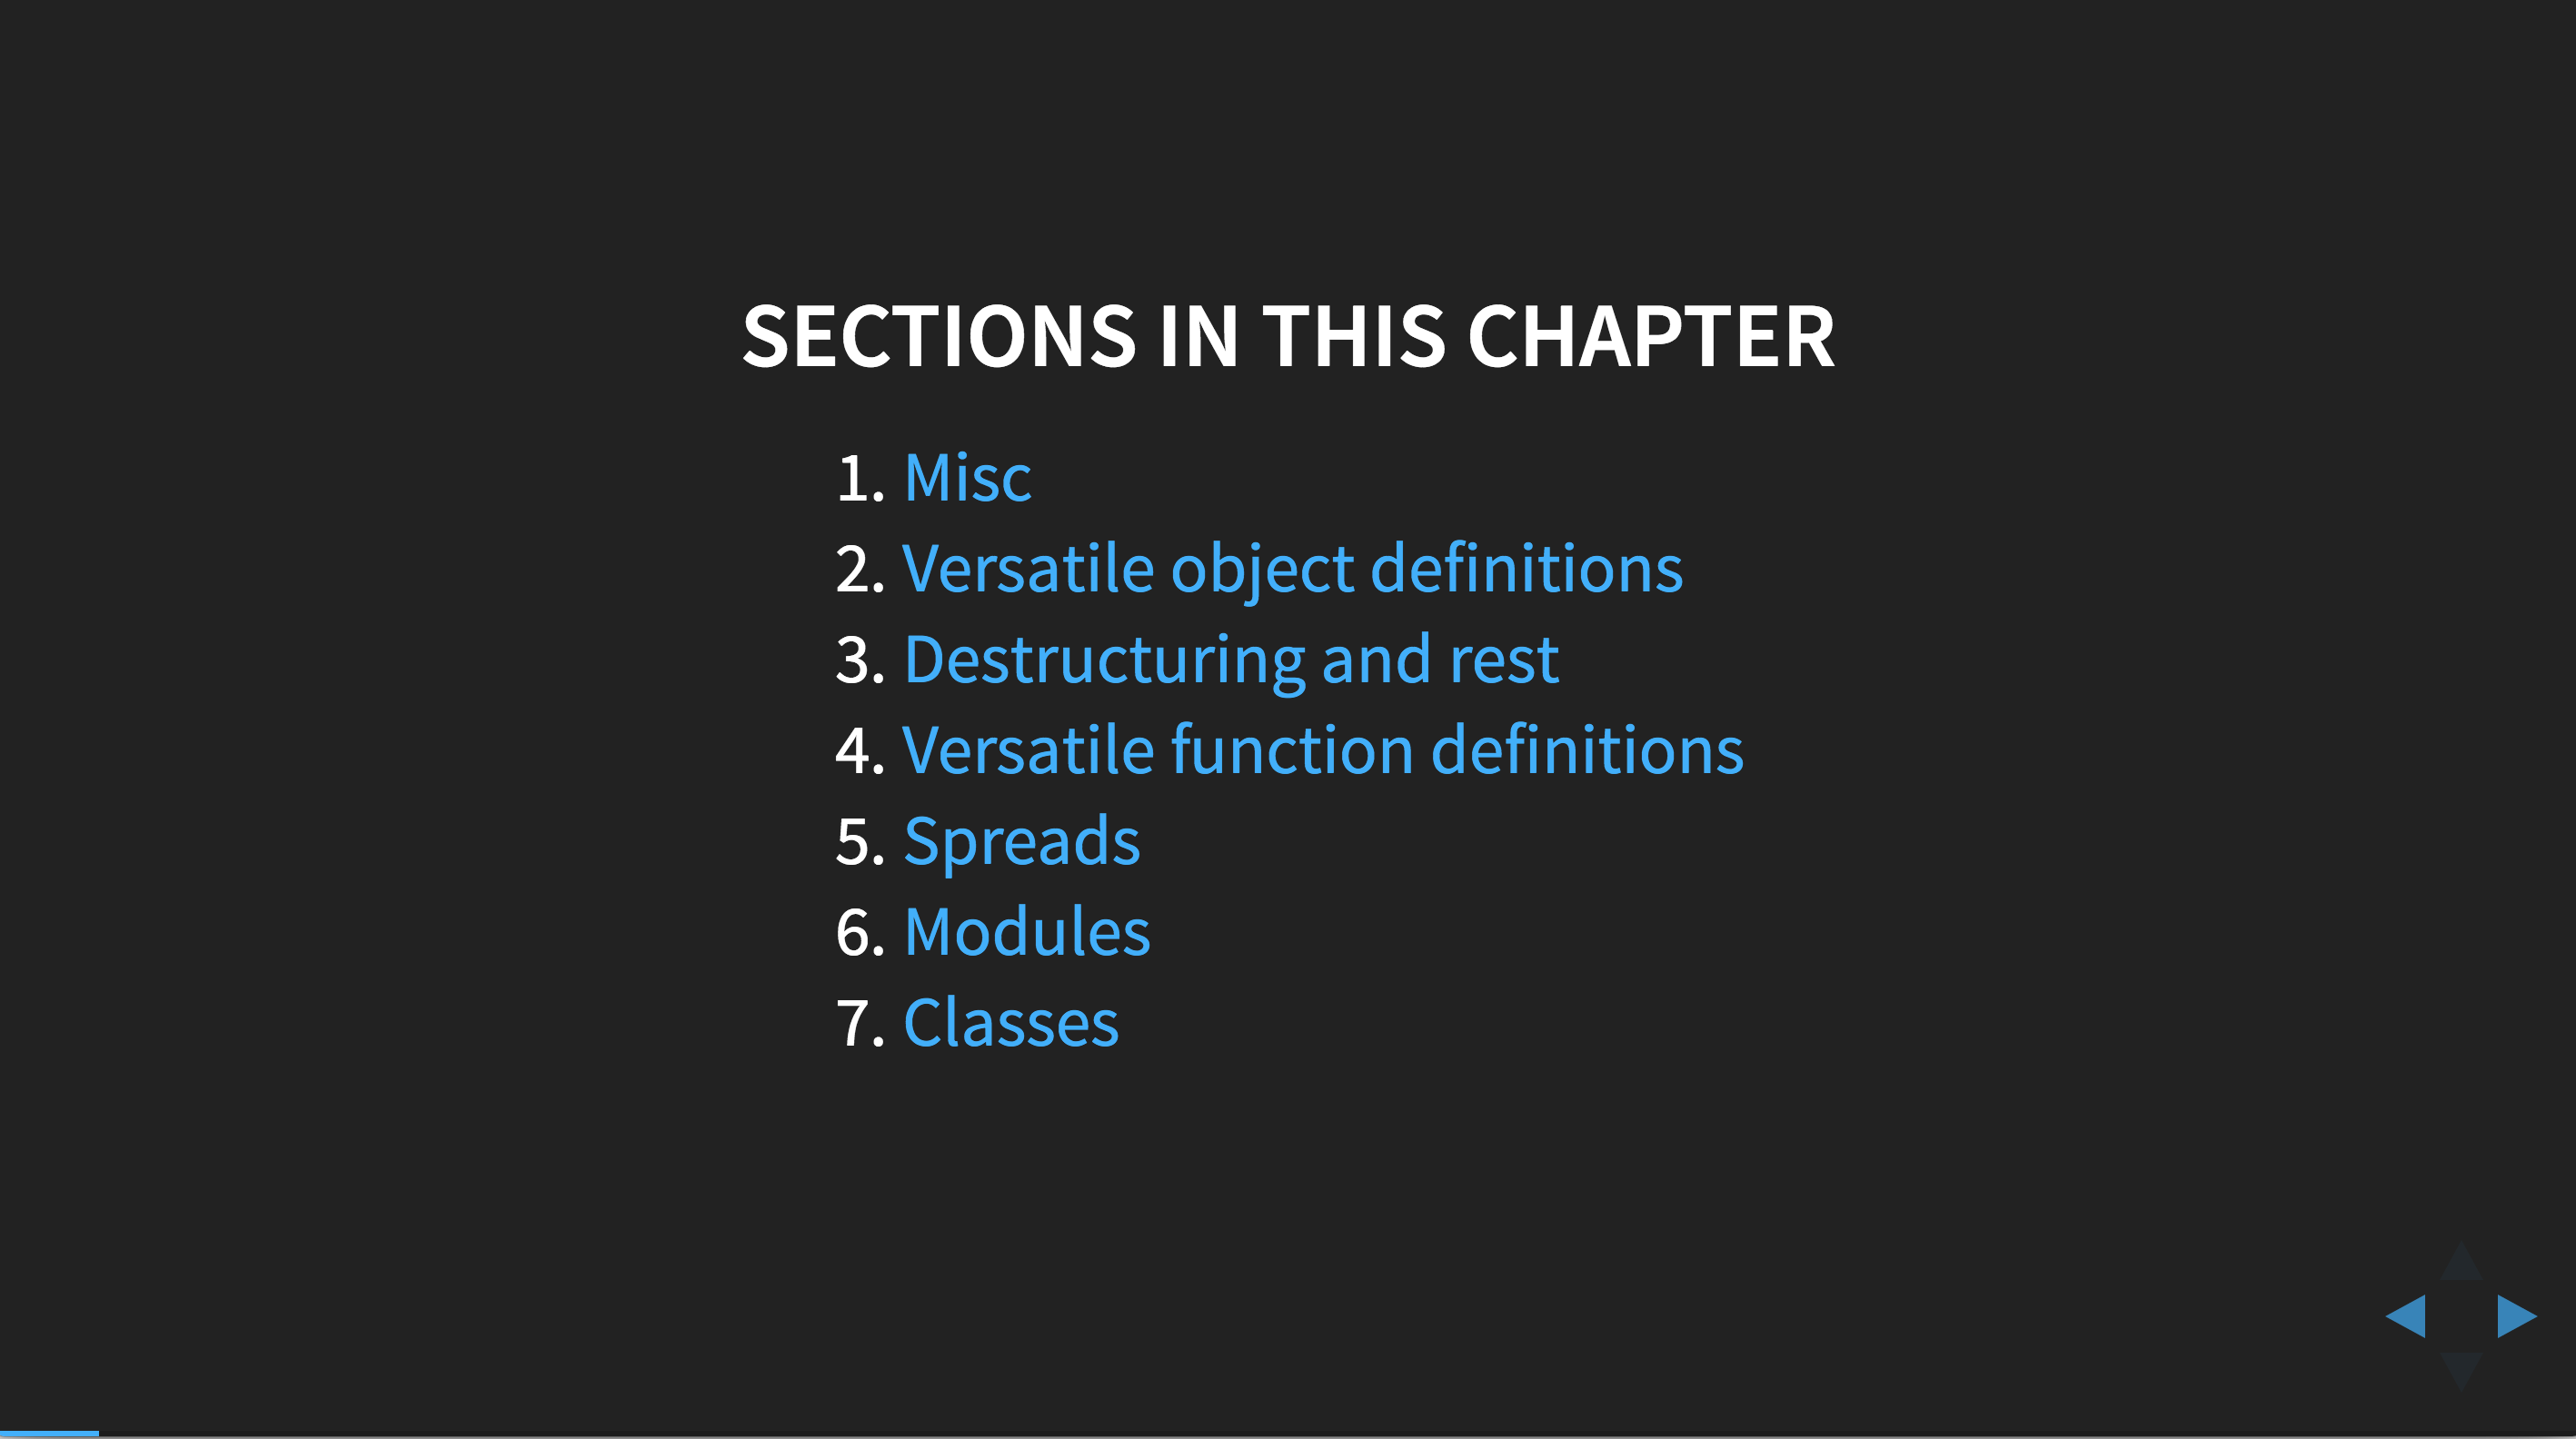 SECTIONS IN THIS CHAPTER
1. Misc
2. Versatile object definitions
3. Destructuring and rest
4. Versatile function definitions
5. Spreads
6. Modules
7. Classes